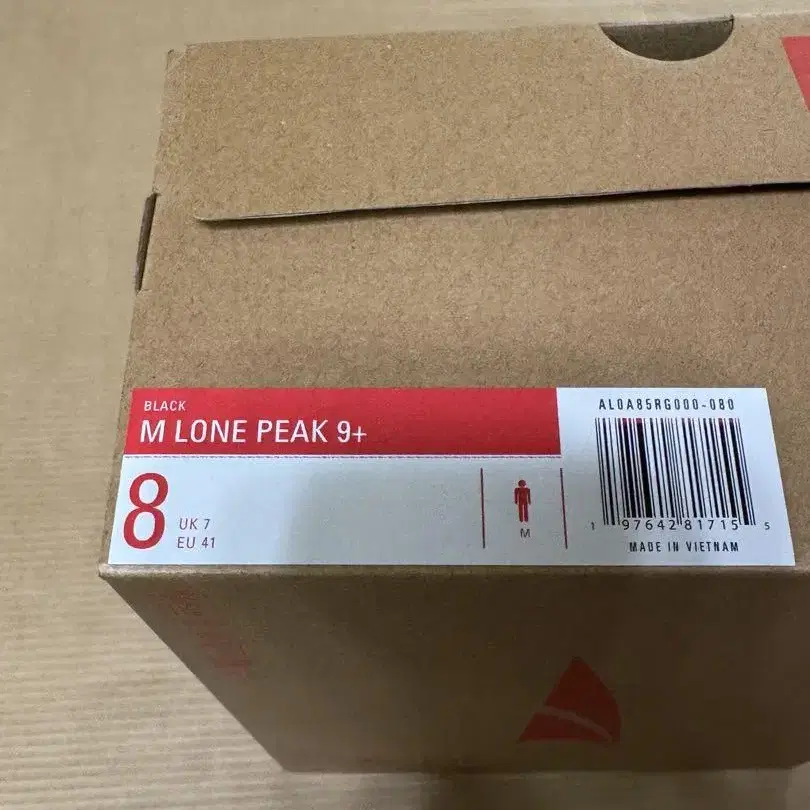 BLACK
M LONE PEAK 9+
8
UK 7
EU 41
M
AL0A85RG000-080
1 97642 81715 5
MADE IN VIETNAM